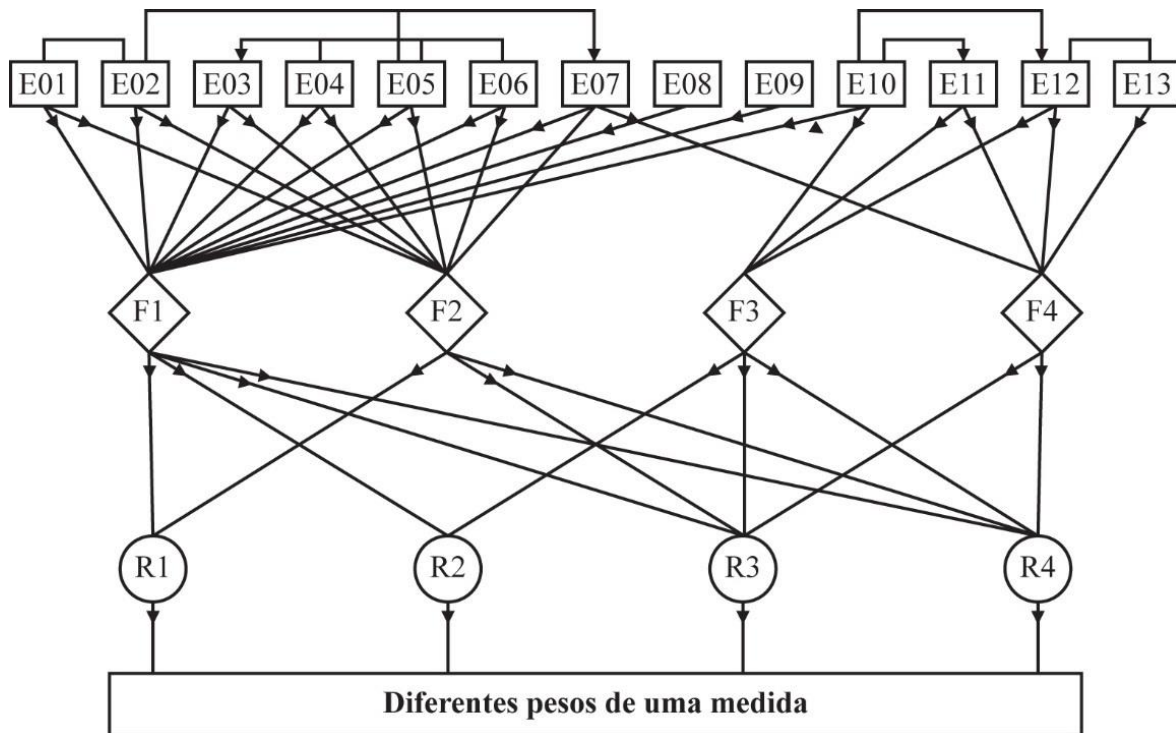 E01 E02 E03 E04 E05 E06 E07 E08 E09 E10 E11 E12 E13
F1 F2 F3 F4
R1 R2 R3 R4
Diferentes pesos de uma medida